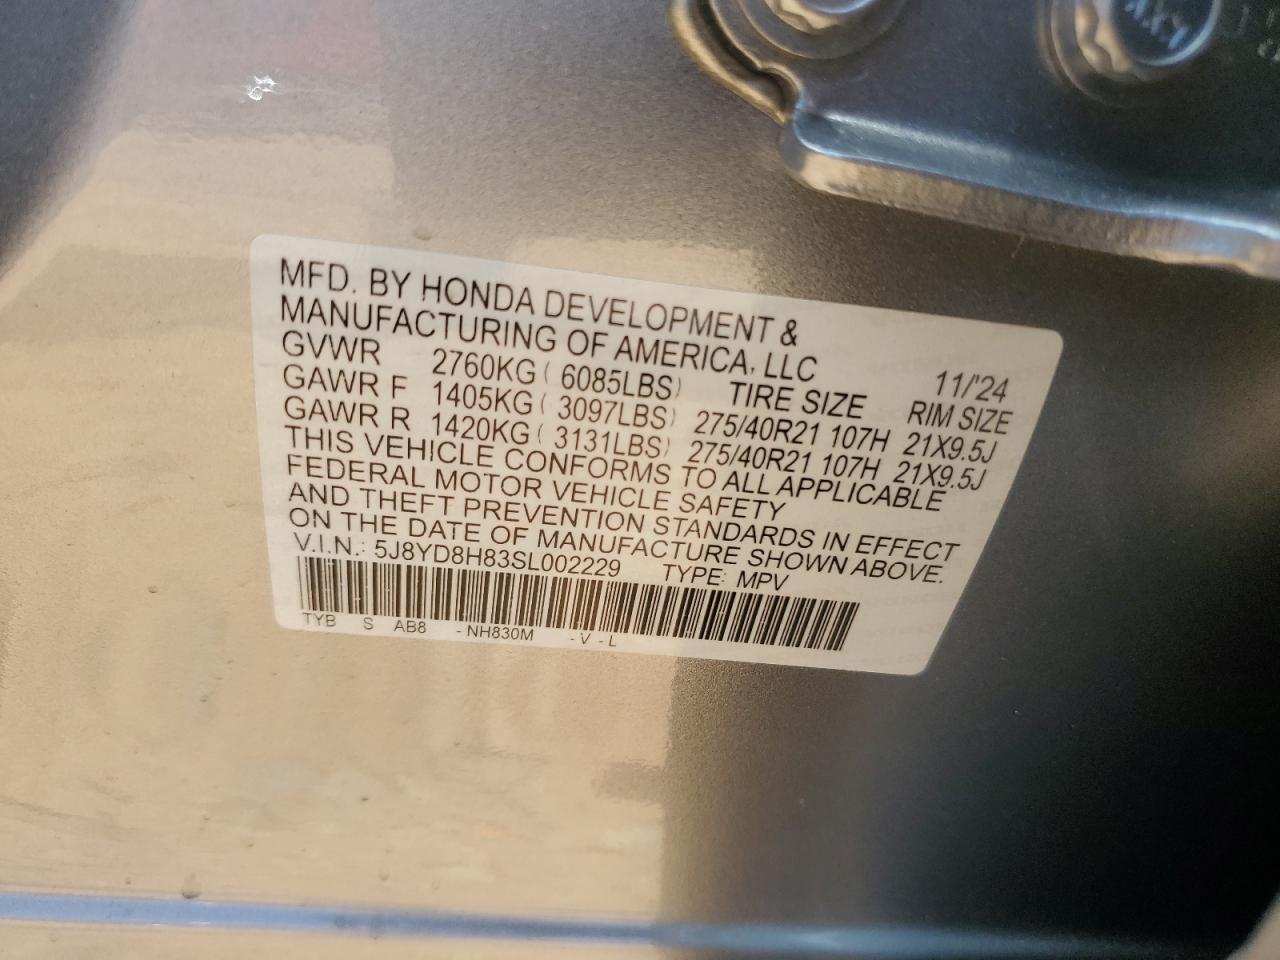 MFD. BY HONDA DEVELOPMENT &
MANUFACTURING OF AMERICA, LLC
GVWR 2760KG ( 6085LBS) TIRE SIZE 11/'24 RIM SIZE
GAWR F 1405KG ( 3097LBS) 275/40R21 107H 21X9.5J
GAWR R 1420KG ( 3131LBS) 275/40R21 107H 21X9.5J
THIS VEHICLE CONFORMS TO ALL APPLICABLE
FEDERAL MOTOR VEHICLE SAFETY
AND THEFT PREVENTION STANDARDS IN EFFECT
ON THE DATE OF MANUFACTURE SHOWN ABOVE.
V.I.N.: 5J8YD8H83SL002229 TYPE: MPV
TYB S AB8 - NH830M - V - L